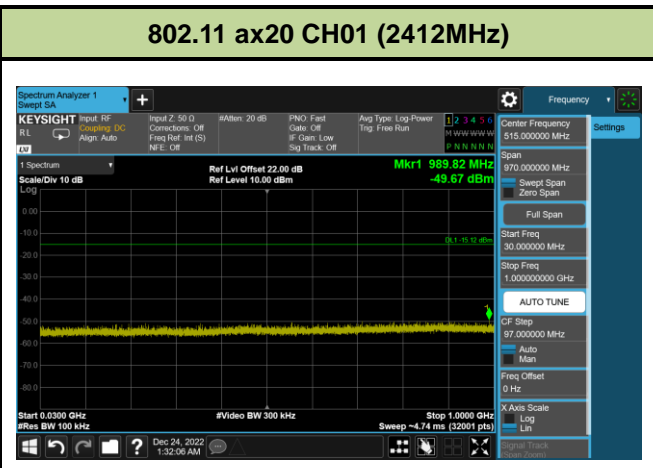 802.11 ax20 CH01 (2412MHz)
Spectrum Analyzer 1
Swept SA
+
Frequency
KEYSIGHT
RL
LXI
Input: RF
Coupling: DC
Align: Auto
Input Z: 50 Ω
Corrections: Off
Freq Ref: Int (S)
NFE: Off
#Atten: 20 dB
PNO: Fast
Gate: Off
IF Gain: Low
Sig Track: Off
Avg Type: Log-Power
Trig: Free Run
1 2 3 4 5 6
M W W W W W
P N N N N N
1 Spectrum
Scale/Div 10 dB
Log
Ref Lvl Offset 22.00 dB
Ref Level 10.00 dBm
Mkr1 989.82 MHz
-49.67 dBm
0.00
-10.0
-20.0
-30.0
-40.0
-50.0
-60.0
-70.0
-80.0
DL1 -15.12 dBm
1
Start 0.0300 GHz
#Res BW 100 kHz
#Video BW 300 kHz
Stop 1.0000 GHz
Sweep ~4.74 ms (32001 pts)
Center Frequency
515.000000 MHz
Settings
Span
970.000000 MHz
Swept Span
Zero Span
Full Span
Start Freq
30.000000 MHz
Stop Freq
1.000000000 GHz
AUTO TUNE
CF Step
97.000000 MHz
Auto
Man
Freq Offset
0 Hz
X Axis Scale
Log
Lin
Signal Track
(Span Zoom)
?
Dec 24, 2022
1:32:06 AM